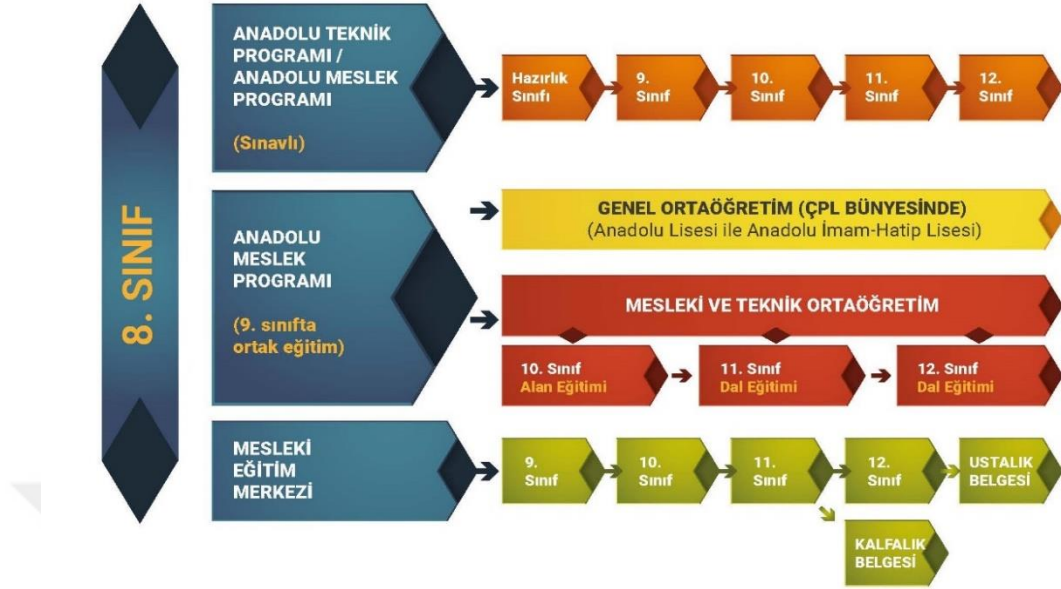 8. SINIF
ANADOLU TEKNİK
PROGRAMI /
ANADOLU MESLEK
PROGRAMI
(Sınavlı)
Hazırlık
Sınıfı
9.
Sınıf
10.
Sınıf
11.
Sınıf
12.
Sınıf
ANADOLU
MESLEK
PROGRAMI
(9. sınıfta
ortak eğitim)
GENEL ORTAÖĞRETİM (ÇPL BÜNYESİNDE)
(Anadolu Lisesi ile Anadolu İmam-Hatip Lisesi)
MESLEKİ VE TEKNİK ORTAÖĞRETİM
10. Sınıf
Alan Eğitimi
11. Sınıf
Dal Eğitimi
12. Sınıf
Dal Eğitimi
MESLEKİ
EĞİTİM
MERKEZİ
9.
Sınıf
10.
Sınıf
11.
Sınıf
12.
Sınıf
USTALIK
BELGESİ
KALFALIK
BELGESİ